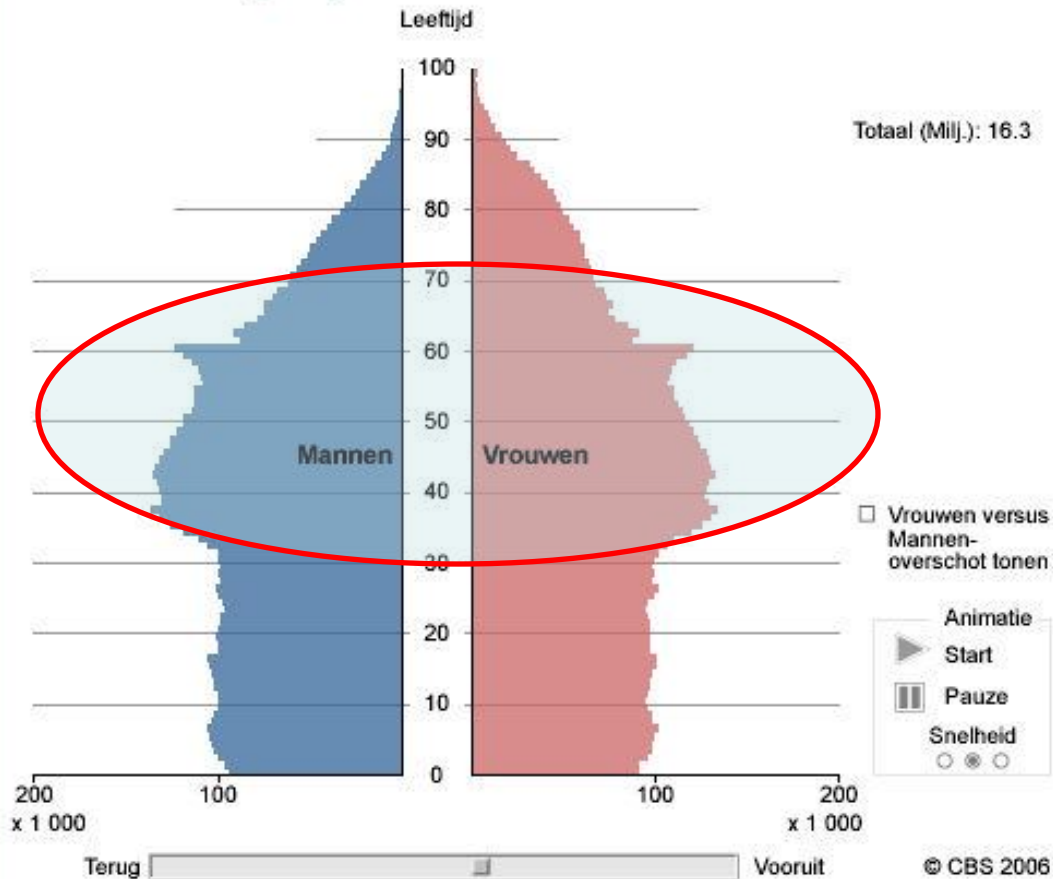 Leeftijd
100
90
Totaal (Milj.): 16.3
80
70
60
50
Mannen
Vrouwen
40
Vrouwen versus
Mannen-
overschot tonen
30
Animatie
20
Start
10
Pauze
Snelheid
0
200
100
100
200
x 1 000
x 1 000
Terug
Vooruit
© CBS 2006